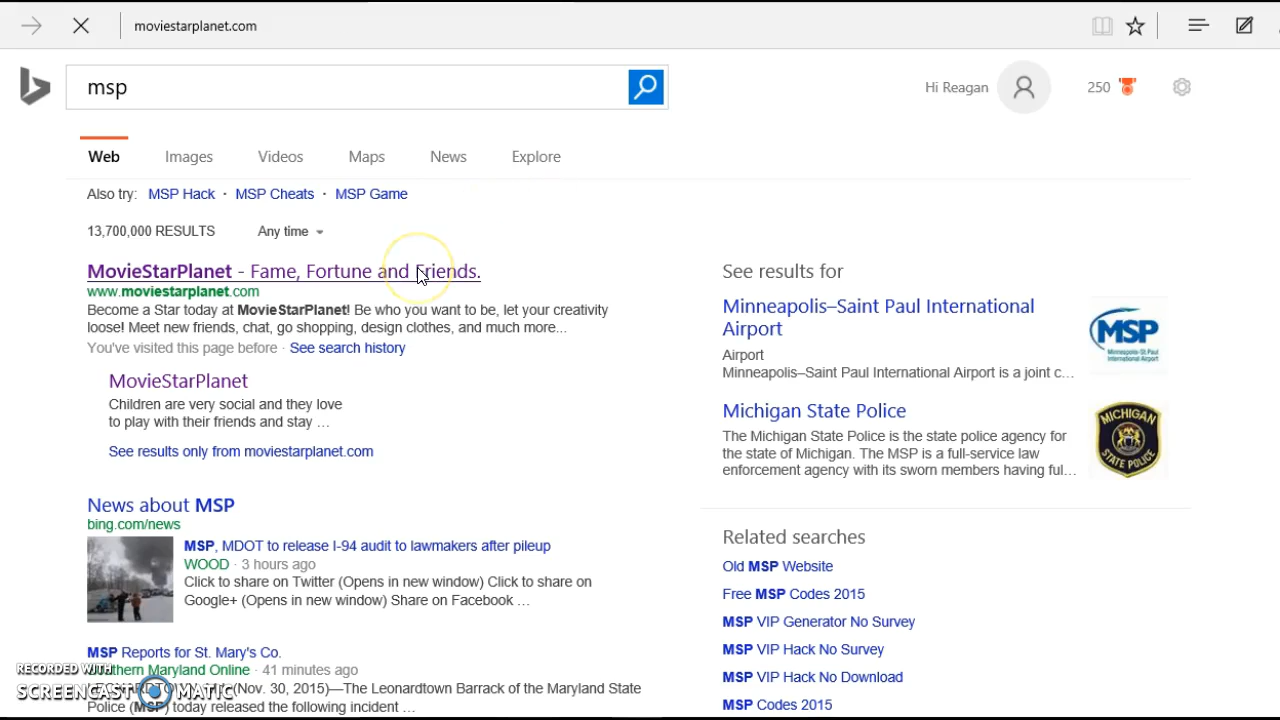 moviestarplanet.com
msp
Hi Reagan
250
Web Images Videos Maps News Explore
Also try: MSP Hack · MSP Cheats · MSP Game
13,700,000 RESULTS Any time
MovieStarPlanet - Fame, Fortune and Friends.
www.moviestarplanet.com
Become a Star today at MovieStarPlanet! Be who you want to be, let your creativity
loose! Meet new friends, chat, go shopping, design clothes, and much more...
You've visited this page before · See search history
MovieStarPlanet
Children are very social and they love
to play with their friends and stay ...
See results only from moviestarplanet.com
News about MSP
bing.com/news
MSP, MDOT to release I-94 audit to lawmakers after pileup
WOOD · 3 hours ago
Click to share on Twitter (Opens in new window) Click to share on
Google+ (Opens in new window) Share on Facebook ...
MSP Reports for St. Mary's Co.
thern Maryland Online · 41 minutes ago
(Nov. 30, 2015)—The Leonardtown Barrack of the Maryland State
Police (MSP) today released the following incident ...
RECORDED WITH
SCREENCAST MATIC
See results for
Minneapolis–Saint Paul International
Airport
Airport
Minneapolis–Saint Paul International Airport is a joint c...
MSP
Minneapolis-St. Paul
International Airport
Michigan State Police
The Michigan State Police is the state police agency for
the state of Michigan. The MSP is a full-service law
enforcement agency with its sworn members having ful...
MICHIGAN
STATE POLICE
Related searches
Old MSP Website
Free MSP Codes 2015
MSP VIP Generator No Survey
MSP VIP Hack No Survey
MSP VIP Hack No Download
MSP Codes 2015